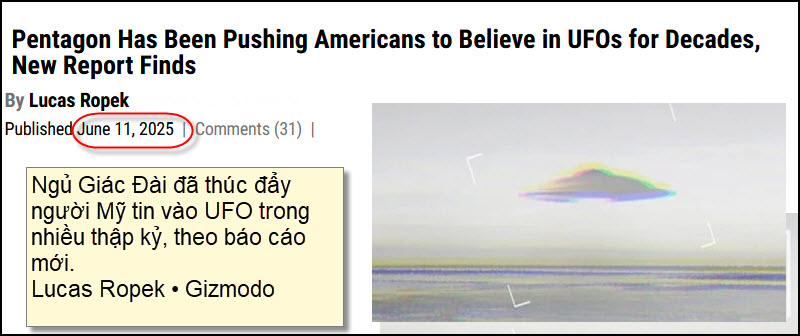 Pentagon Has Been Pushing Americans to Believe in UFOs for Decades,
New Report Finds
By Lucas Ropek
Published June 11, 2025 | Comments (31) |
Ngủ Giác Đài đã thúc đẩy
người Mỹ tin vào UFO trong
nhiều thập kỷ, theo báo cáo
mới.
Lucas Ropek • Gizmodo